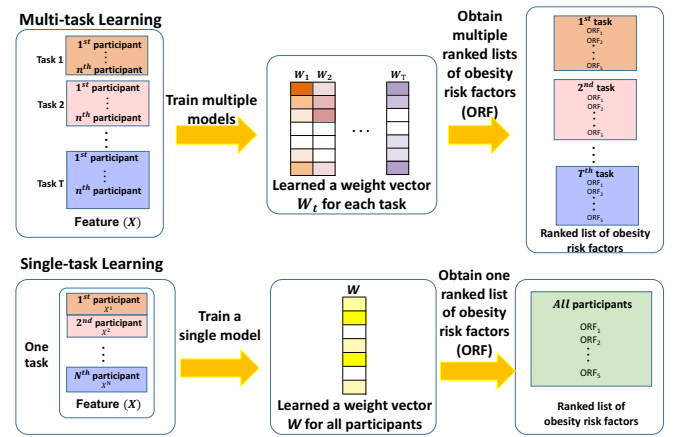 Multi-task Learning
Task 1
1st participant
⋮
nth participant
Task 2
1st participant
⋮
nth participant
⋮
Task T
1st participant
⋮
nth participant
Feature (X)
Train multiple
models
W1 W2 WT
...
Learned a weight vector
Wt for each task
Obtain
multiple
ranked lists
of obesity
risk factors
(ORF)
1st task
ORF1
ORF2
⋮
ORFS
2nd task
ORF1
ORF2
⋮
ORFS
⋮
Tth task
ORF1
ORF2
⋮
ORFS
Ranked list of obesity
risk factors
Single-task Learning
One
task
1st participant
X1
2nd participant
X2
⋮
Nth participant
XN
Feature (X)
Train a
single model
W
Learned a weight vector
W for all participants
Obtain one
ranked list
of obesity
risk factors
(ORF)
All participants
ORF1
ORF2
⋮
ORFS
Ranked list of
obesity risk factors